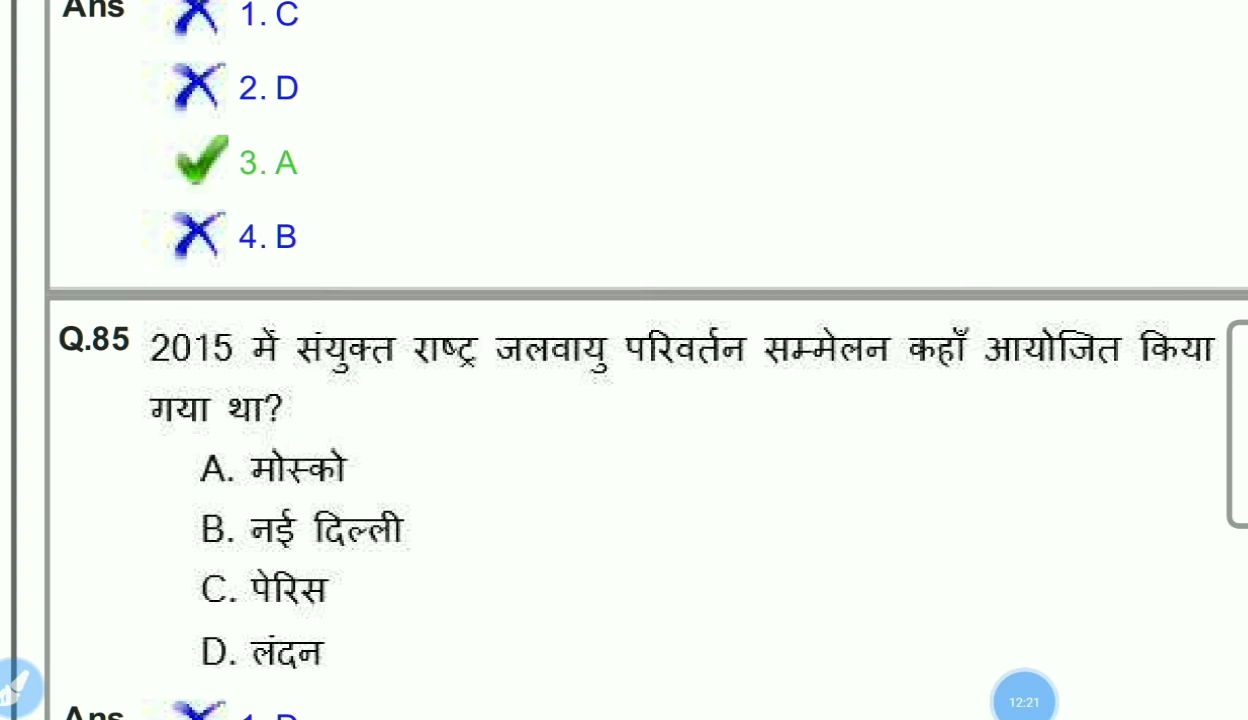 Ans 1. C
2. D
3. A
4. B
Q.85 2015 में संयुक्त राष्ट्र जलवायु परिवर्तन सम्मेलन कहाँ आयोजित किया
गया था?
A. मोस्को
B. नई दिल्ली
C. पेरिस
D. लंदन
Ans 1. D
12:21